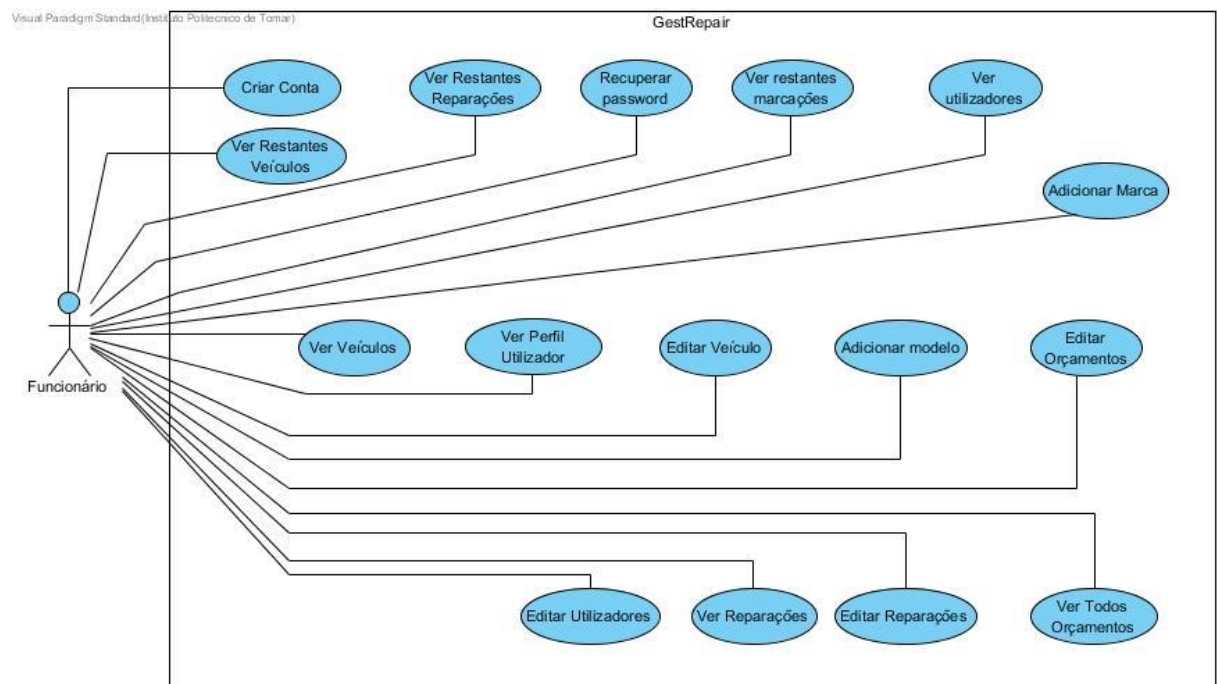 Visual Paradigm Standard(Instituto Politecnico de Tomar)
GestRepair
Criar Conta
Ver Restantes
Reparações
Recuperar
password
Ver restantes
marcações
Ver
utilizadores
Ver Restantes
Veículos
Adicionar Marca
Funcionário
Ver Veículos
Ver Perfil
Utilizador
Editar Veículo
Adicionar modelo
Editar
Orçamentos
Editar Utilizadores
Ver Reparações
Editar Reparações
Ver Todos
Orçamentos